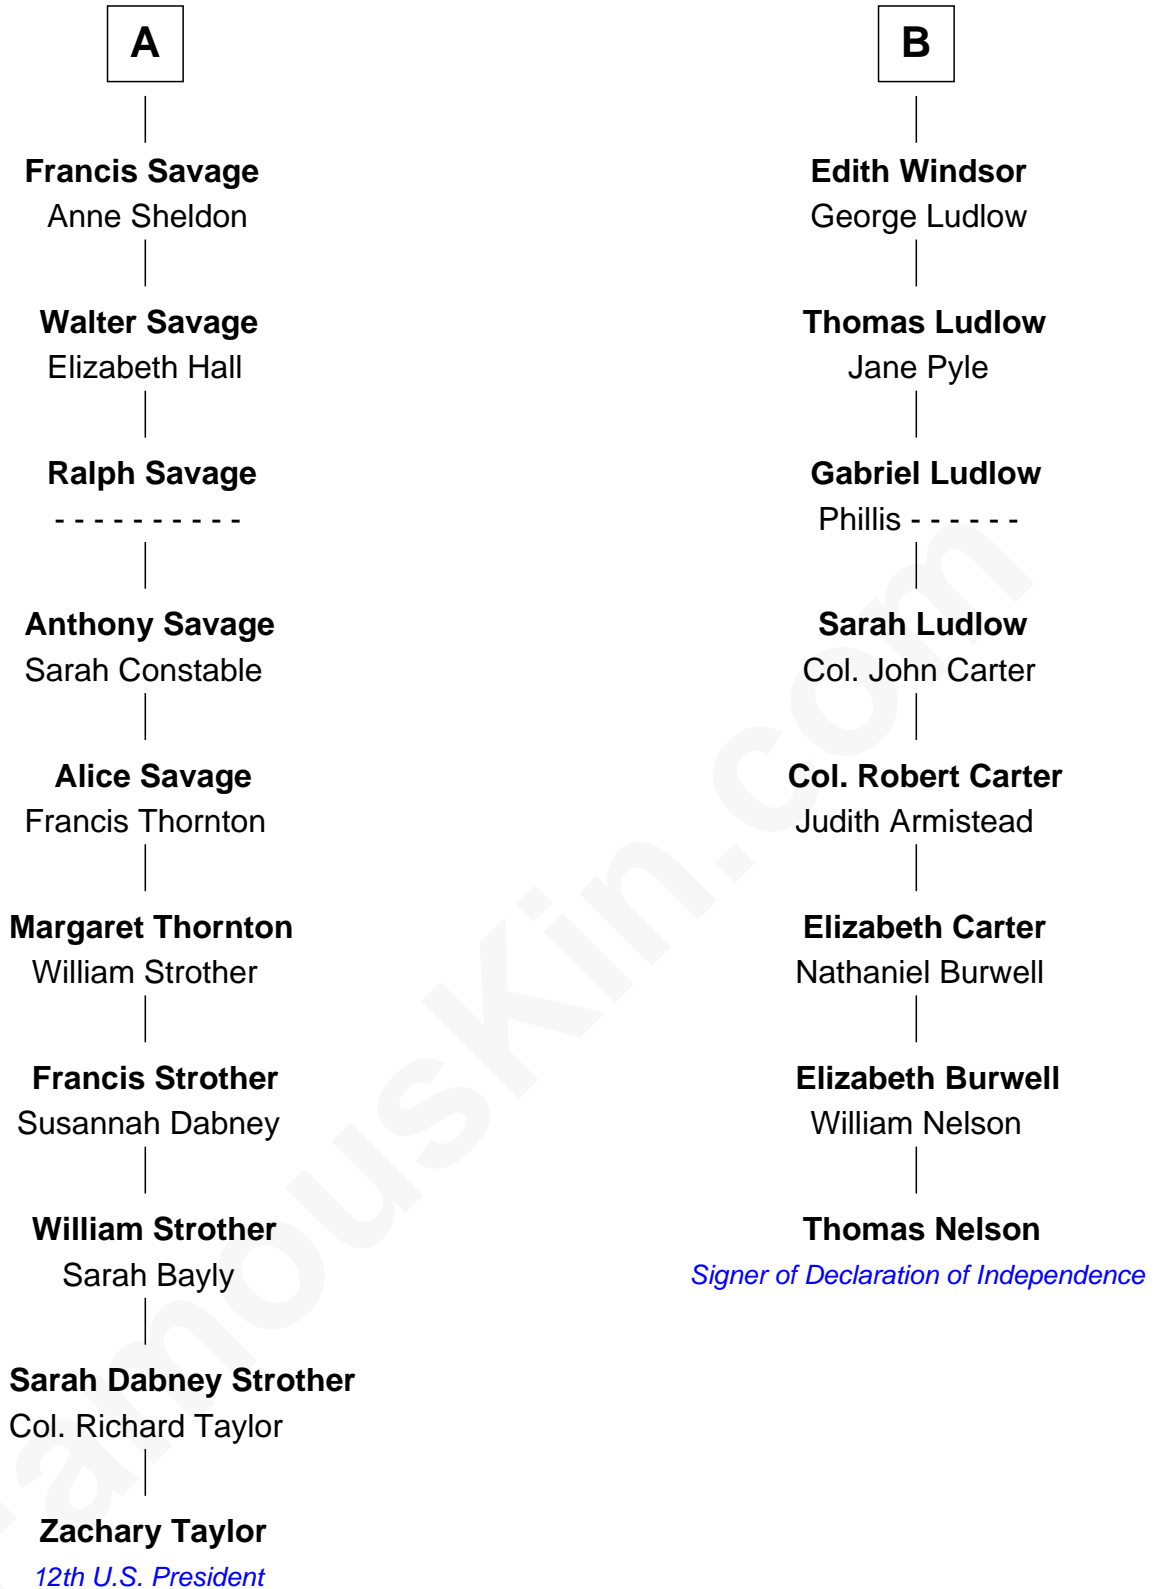 A
Francis Savage
Anne Sheldon
Walter Savage
Elizabeth Hall
Ralph Savage
- - - - - - - - - -
Anthony Savage
Sarah Constable
Alice Savage
Francis Thornton
Margaret Thornton
William Strother
Francis Strother
Susannah Dabney
William Strother
Sarah Bayly
Sarah Dabney Strother
Col. Richard Taylor
Zachary Taylor
12th U.S. President
B
Edith Windsor
George Ludlow
Thomas Ludlow
Jane Pyle
Gabriel Ludlow
Phillis - - - - - -
Sarah Ludlow
Col. John Carter
Col. Robert Carter
Judith Armistead
Elizabeth Carter
Nathaniel Burwell
Elizabeth Burwell
William Nelson
Thomas Nelson
Signer of Declaration of Independence
FamousKin.com